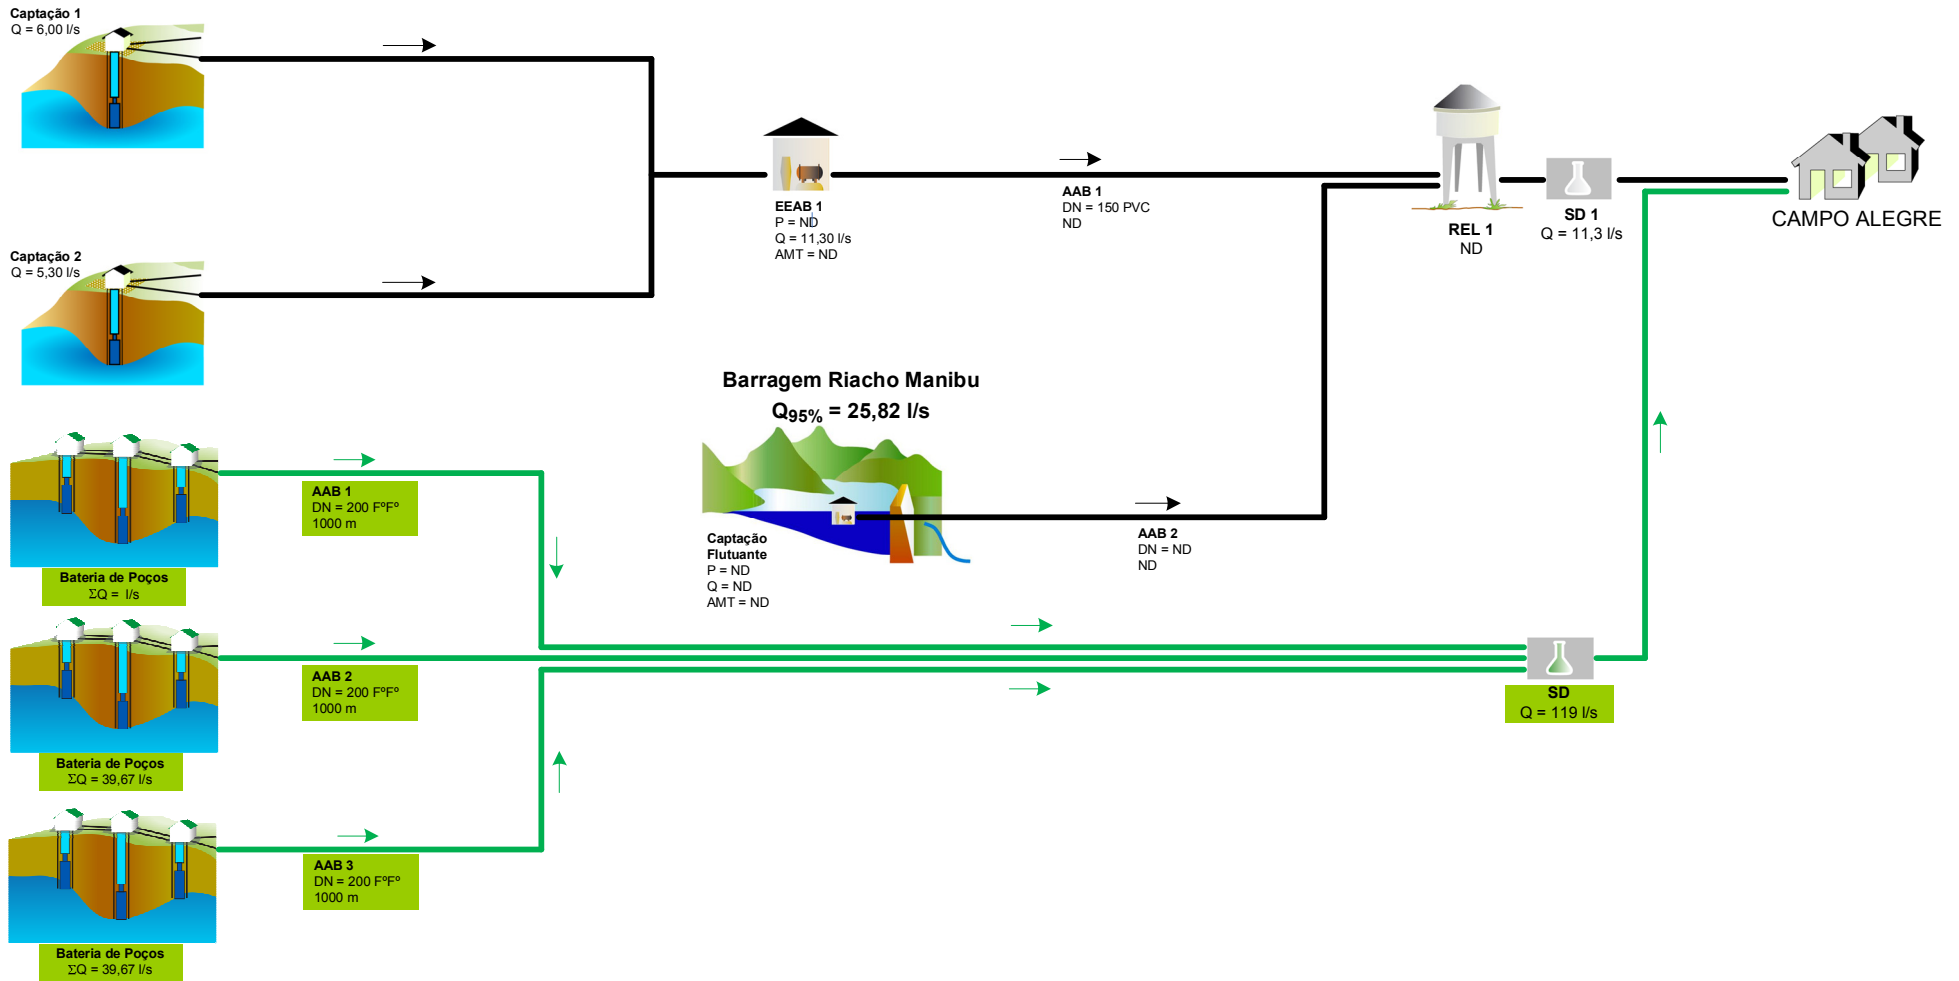 Captação 1
Q = 6,00 l/s
EEAB 1
P = ND
Q = 11,30 l/s
AMT = ND
AAB 1
DN = 150 PVC
ND
REL 1
ND
SD 1
Q = 11,3 l/s
CAMPO ALEGRE
Captação 2
Q = 5,30 l/s
Barragem Riacho Manibu
Q95% = 25,82 l/s
Captação
Flutuante
P = ND
Q = ND
AMT = ND
AAB 2
DN = ND
ND
AAB 1
DN = 200 FºFº
1000 m
Bateria de Poços
ΣQ = l/s
AAB 2
DN = 200 FºFº
1000 m
Bateria de Poços
ΣQ = 39,67 l/s
SD
Q = 119 l/s
AAB 3
DN = 200 FºFº
1000 m
Bateria de Poços
ΣQ = 39,67 l/s